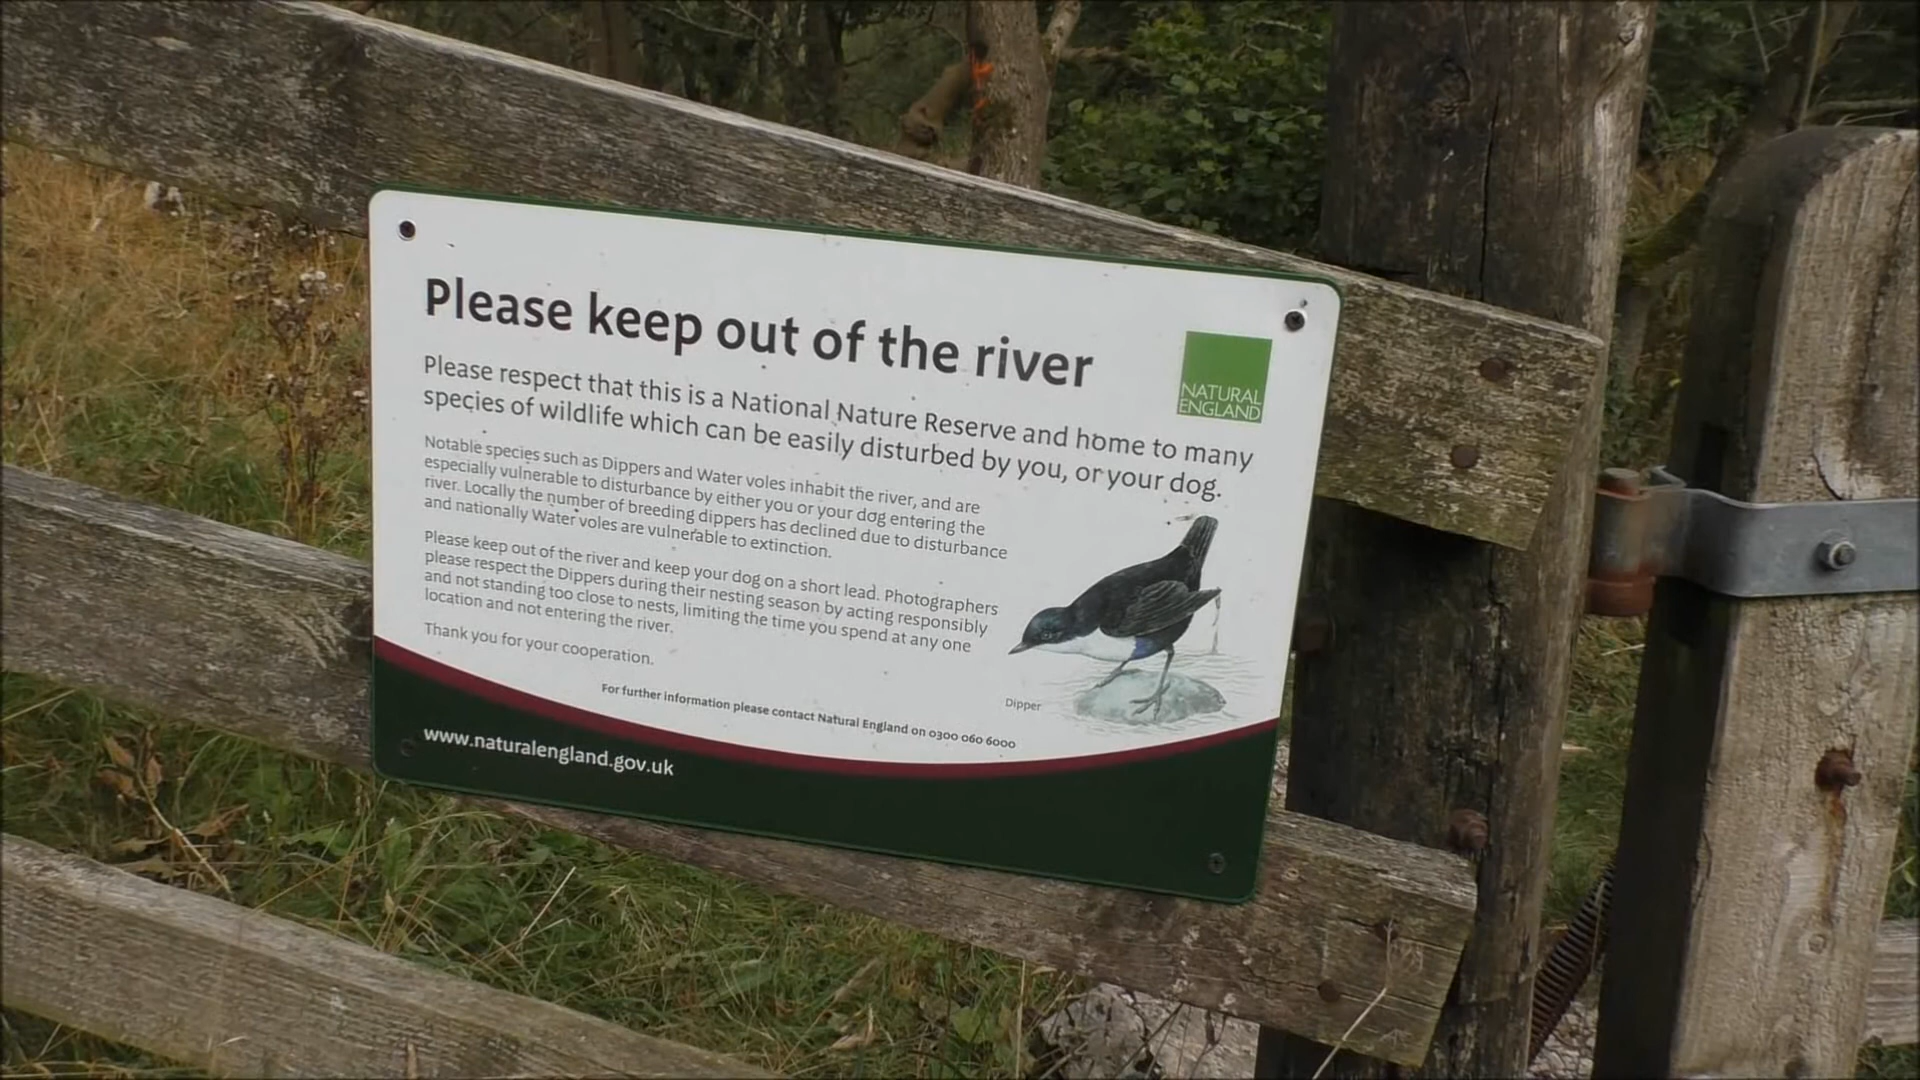 Please keep out of the river
NATURAL
ENGLAND
Please respect that this is a National Nature Reserve and home to many
species of wildlife which can be easily disturbed by you, or your dog.
Notable species such as Dippers and Water voles inhabit the river, and are
especially vulnerable to disturbance by either you or your dog entering the
river. Locally the number of breeding dippers has declined due to disturbance
and nationally Water voles are vulnerable to extinction.
Please keep out of the river and keep your dog on a short lead. Photographers
please respect the Dippers during their nesting season by acting responsibly
and not standing too close to nests, limiting the time you spend at any one
location and not entering the river.
Thank you for your cooperation.
Dipper
For further information please contact Natural England on 0300 060 6000
www.naturalengland.gov.uk